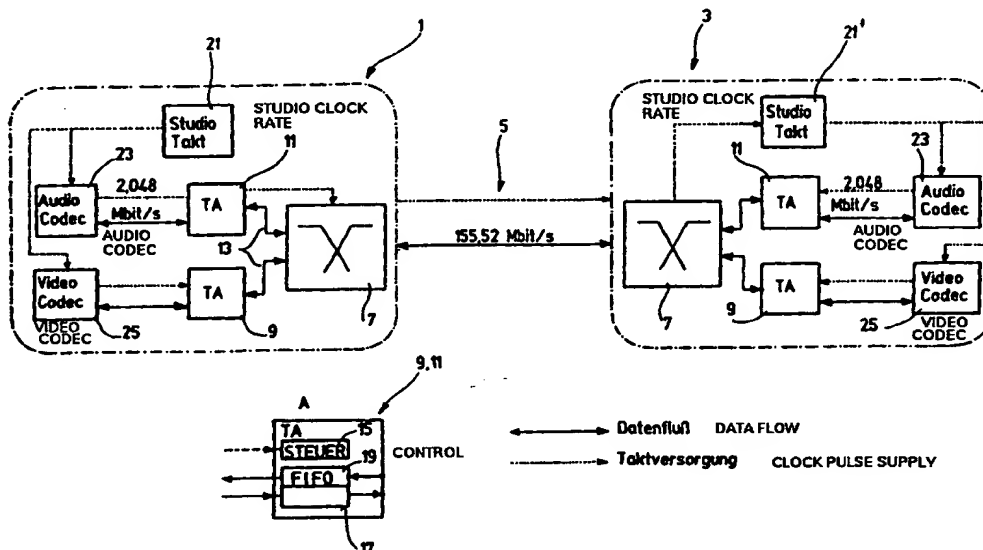 1
21
STUDIO CLOCK
RATE
Studio
Takt
11
23
Audio
Codec
2,048
Mbit/s
AUDIO
CODEC
TA
13
Video
Codec
VIDEO
CODEC
25
TA
9
7
5
155,52 Mbit/s
3
21'
STUDIO CLOCK
RATE
Studio
Takt
11
23
TA
2,048
Mbit/s
Audio
Codec
AUDIO
CODEC
7
TA
9
Video
Codec
25
VIDEO
CODEC
A
9,11
TA
15
STEUER
CONTROL
19
FIFO
17
Datenfluß DATA FLOW
Taktversorgung CLOCK PULSE SUPPLY